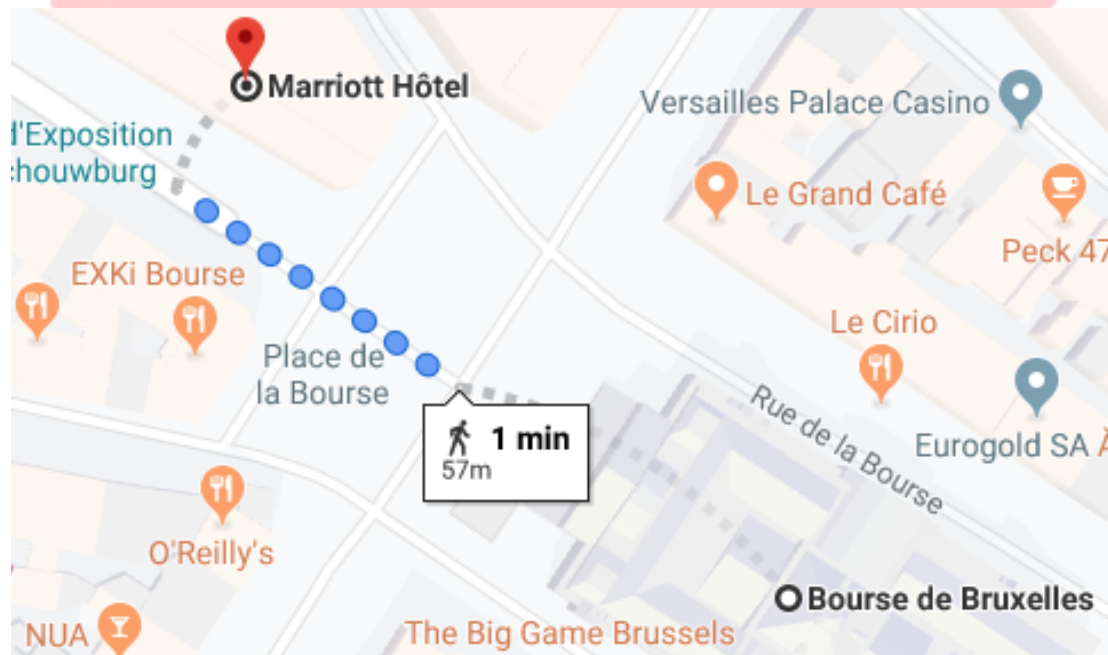 Marriott Hôtel
Versailles Palace Casino
d'Exposition
chouwburg
Le Grand Café
Peck 47
EXKi Bourse
Le Cirio
Place de
la Bourse
Rue de la Bourse
1 min
57m
Eurogold SA
O'Reilly's
Bourse de Bruxelles
NUA
The Big Game Brussels